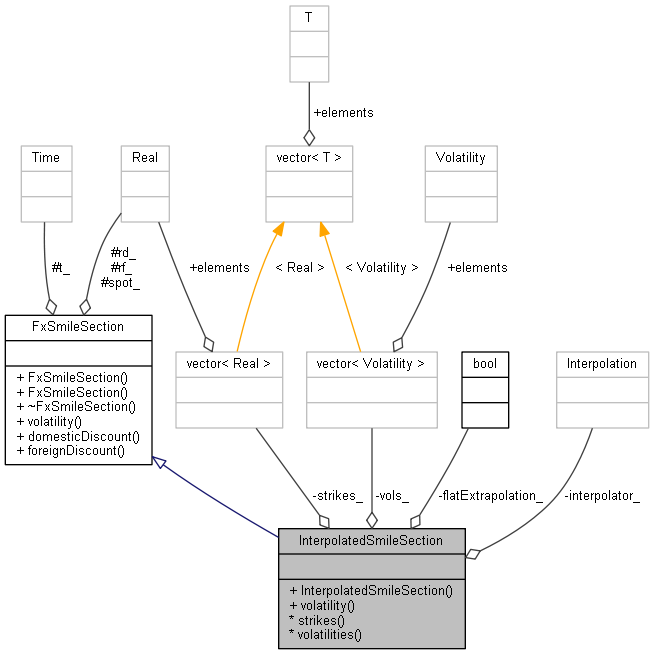 T
+elements
Time
Real
vector< T >
Volatility
#t_
#rd_
#rf_
#spot_
+elements
< Real >
< Volatility >
+elements
FxSmileSection
+ FxSmileSection()
+ FxSmileSection()
+ ~FxSmileSection()
+ volatility()
+ domesticDiscount()
+ foreignDiscount()
vector< Real >
vector< Volatility >
bool
Interpolation
-strikes_
-vols_
-flatExtrapolation_
-interpolator_
InterpolatedSmileSection
+ InterpolatedSmileSection()
+ volatility()
* strikes()
* volatilities()